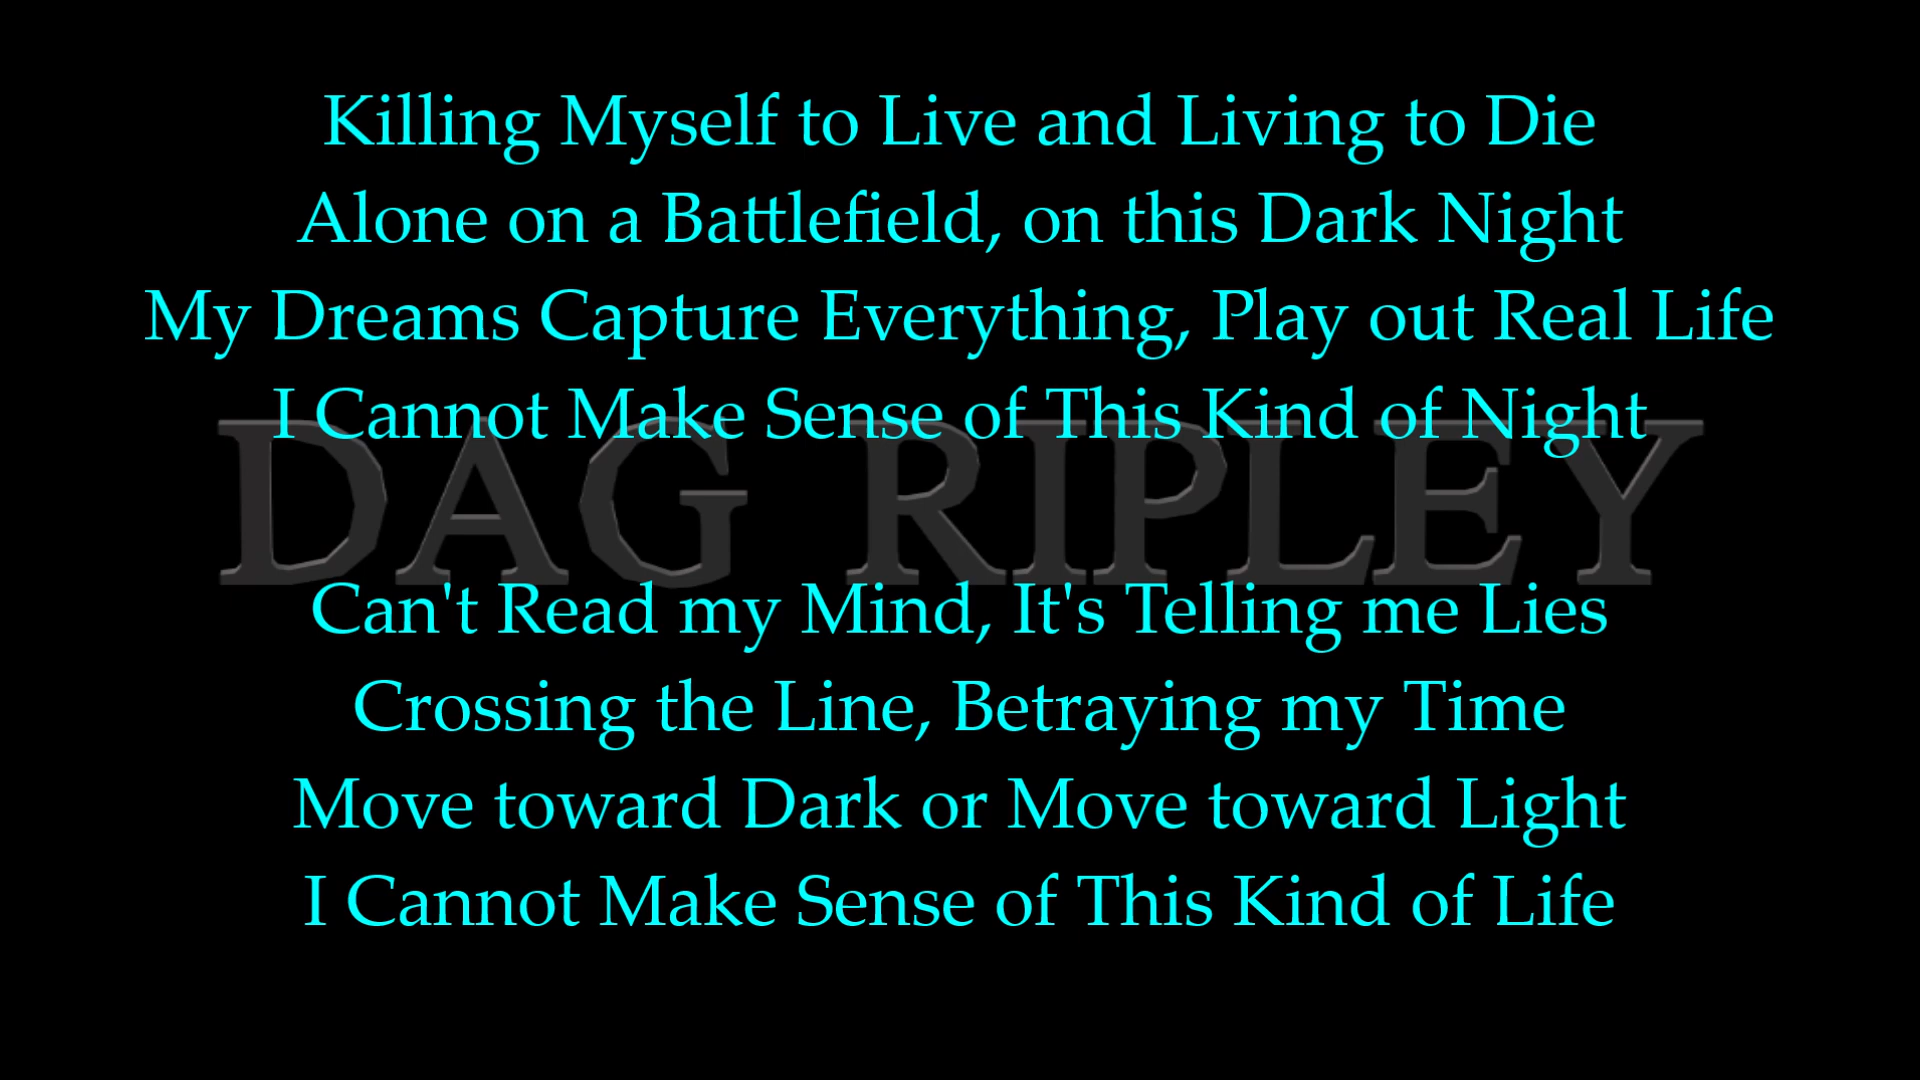 Killing Myself to Live and Living to Die
Alone on a Battlefield, on this Dark Night
My Dreams Capture Everything, Play out Real Life
I Cannot Make Sense of This Kind of Night
DAG RIPLEY
Can't Read my Mind, It's Telling me Lies
Crossing the Line, Betraying my Time
Move toward Dark or Move toward Light
I Cannot Make Sense of This Kind of Life